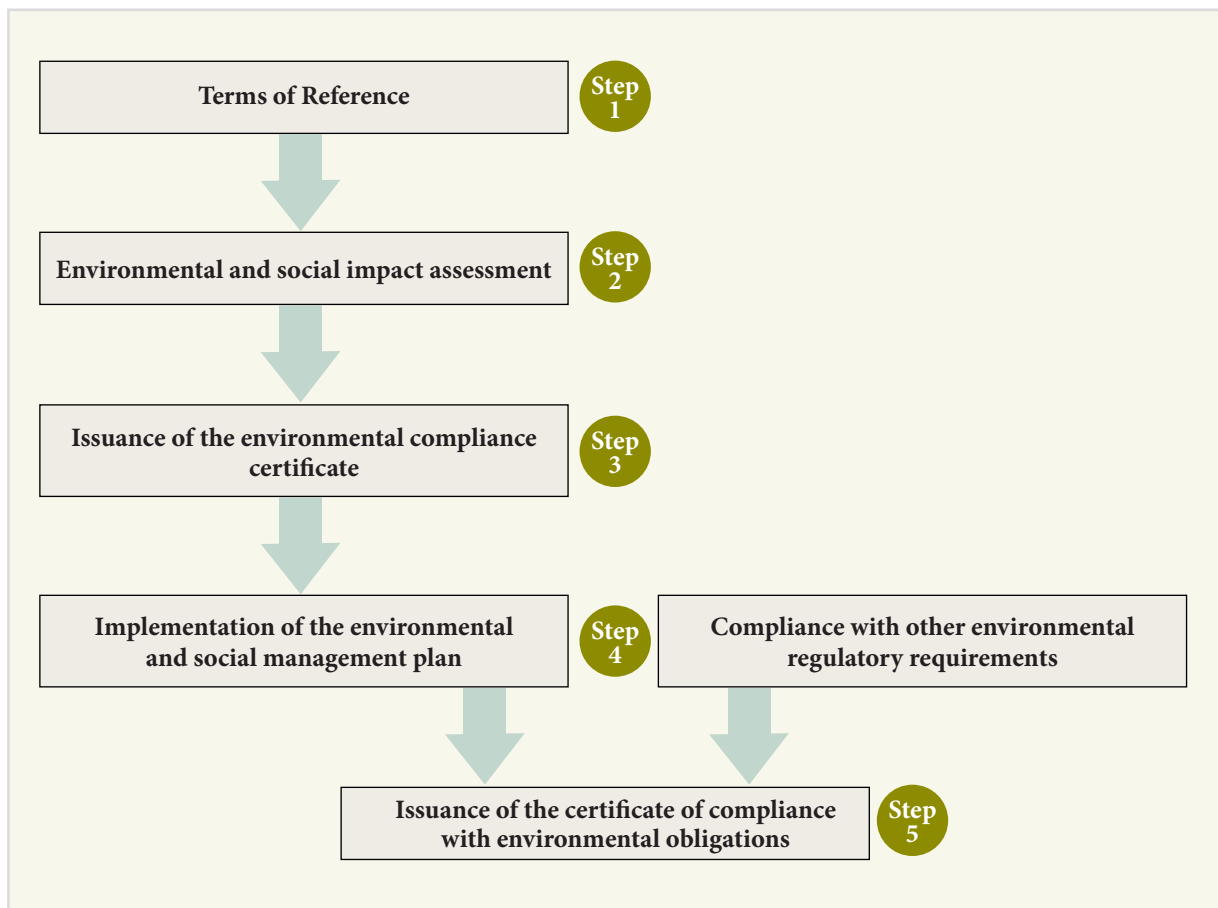 Terms of Reference
Step
1
Environmental and social impact assessment
Step
2
Issuance of the environmental compliance
certificate
Step
3
Implementation of the environmental
and social management plan
Step
4
Compliance with other environmental
regulatory requirements
Issuance of the certificate of compliance
with environmental obligations
Step
5